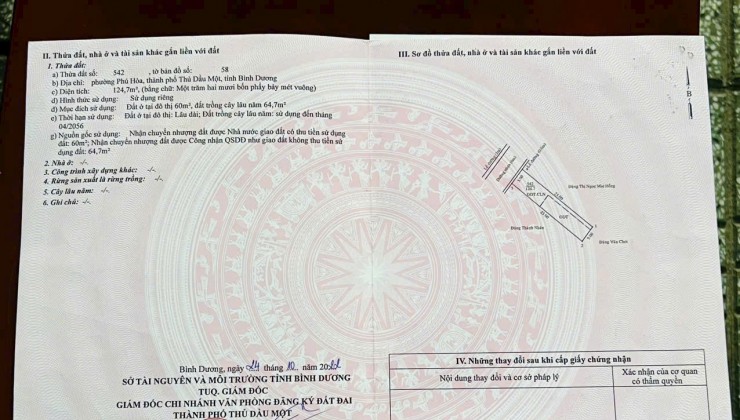 II. Thửa đất, nhà ở và tài sản khác gắn liền với đất
1. Thửa đất:
a) Thửa đất số: 542 , tờ bản đồ số: 58
b) Địa chỉ: phường Phú Hòa, thành phố Thủ Dầu Một, tỉnh Bình Dương
c) Diện tích: 124,7m², (bằng chữ: Một trăm hai mươi bốn phẩy bảy mét vuông)
d) Hình thức sử dụng: Sử dụng riêng
đ) Mục đích sử dụng: Đất ở tại đô thị 60m², đất trồng cây lâu năm 64,7m²
e) Thời hạn sử dụng: Đất ở tại đô thị: Lâu dài; Đất trồng cây lâu năm: sử dụng đến tháng
04/2056
g) Nguồn gốc sử dụng: Nhận chuyển nhượng đất được Nhà nước giao đất có thu tiền sử dụng
đất: 60m²; Nhận chuyển nhượng đất được Công nhận QSDĐ như giao đất không thu tiền sử
dụng đất: 64,7m²
2. Nhà ở: -/-
3. Công trình xây dựng khác: -/-
4. Rừng sản xuất là rừng trồng: -/-
5. Cây lâu năm: -/-
6. Ghi chú: -/-
Bình Dương, ngày 24 tháng 10 năm
SỞ TÀI NGUYÊN VÀ MÔI TRƯỜNG TỈNH BÌNH DƯƠNG
TUQ. GIÁM ĐỐC
GIÁM ĐỐC CHI NHÁNH VĂN PHÒNG ĐĂNG KÝ ĐẤT ĐAI
THÀNH PHỐ THỦ DẦU MỘT
III. Sơ đồ thửa đất, nhà ở và tài sản khác gắn liền với đất
B
Đặng Thị Ngọc
Đặng Thành
Đặng Văn
IV. Những thay đổi sau khi cấp giấy chứng nhận
Nội dung thay đổi và cơ sở pháp lý
Xác nhận của cơ quan
có thẩm quyền